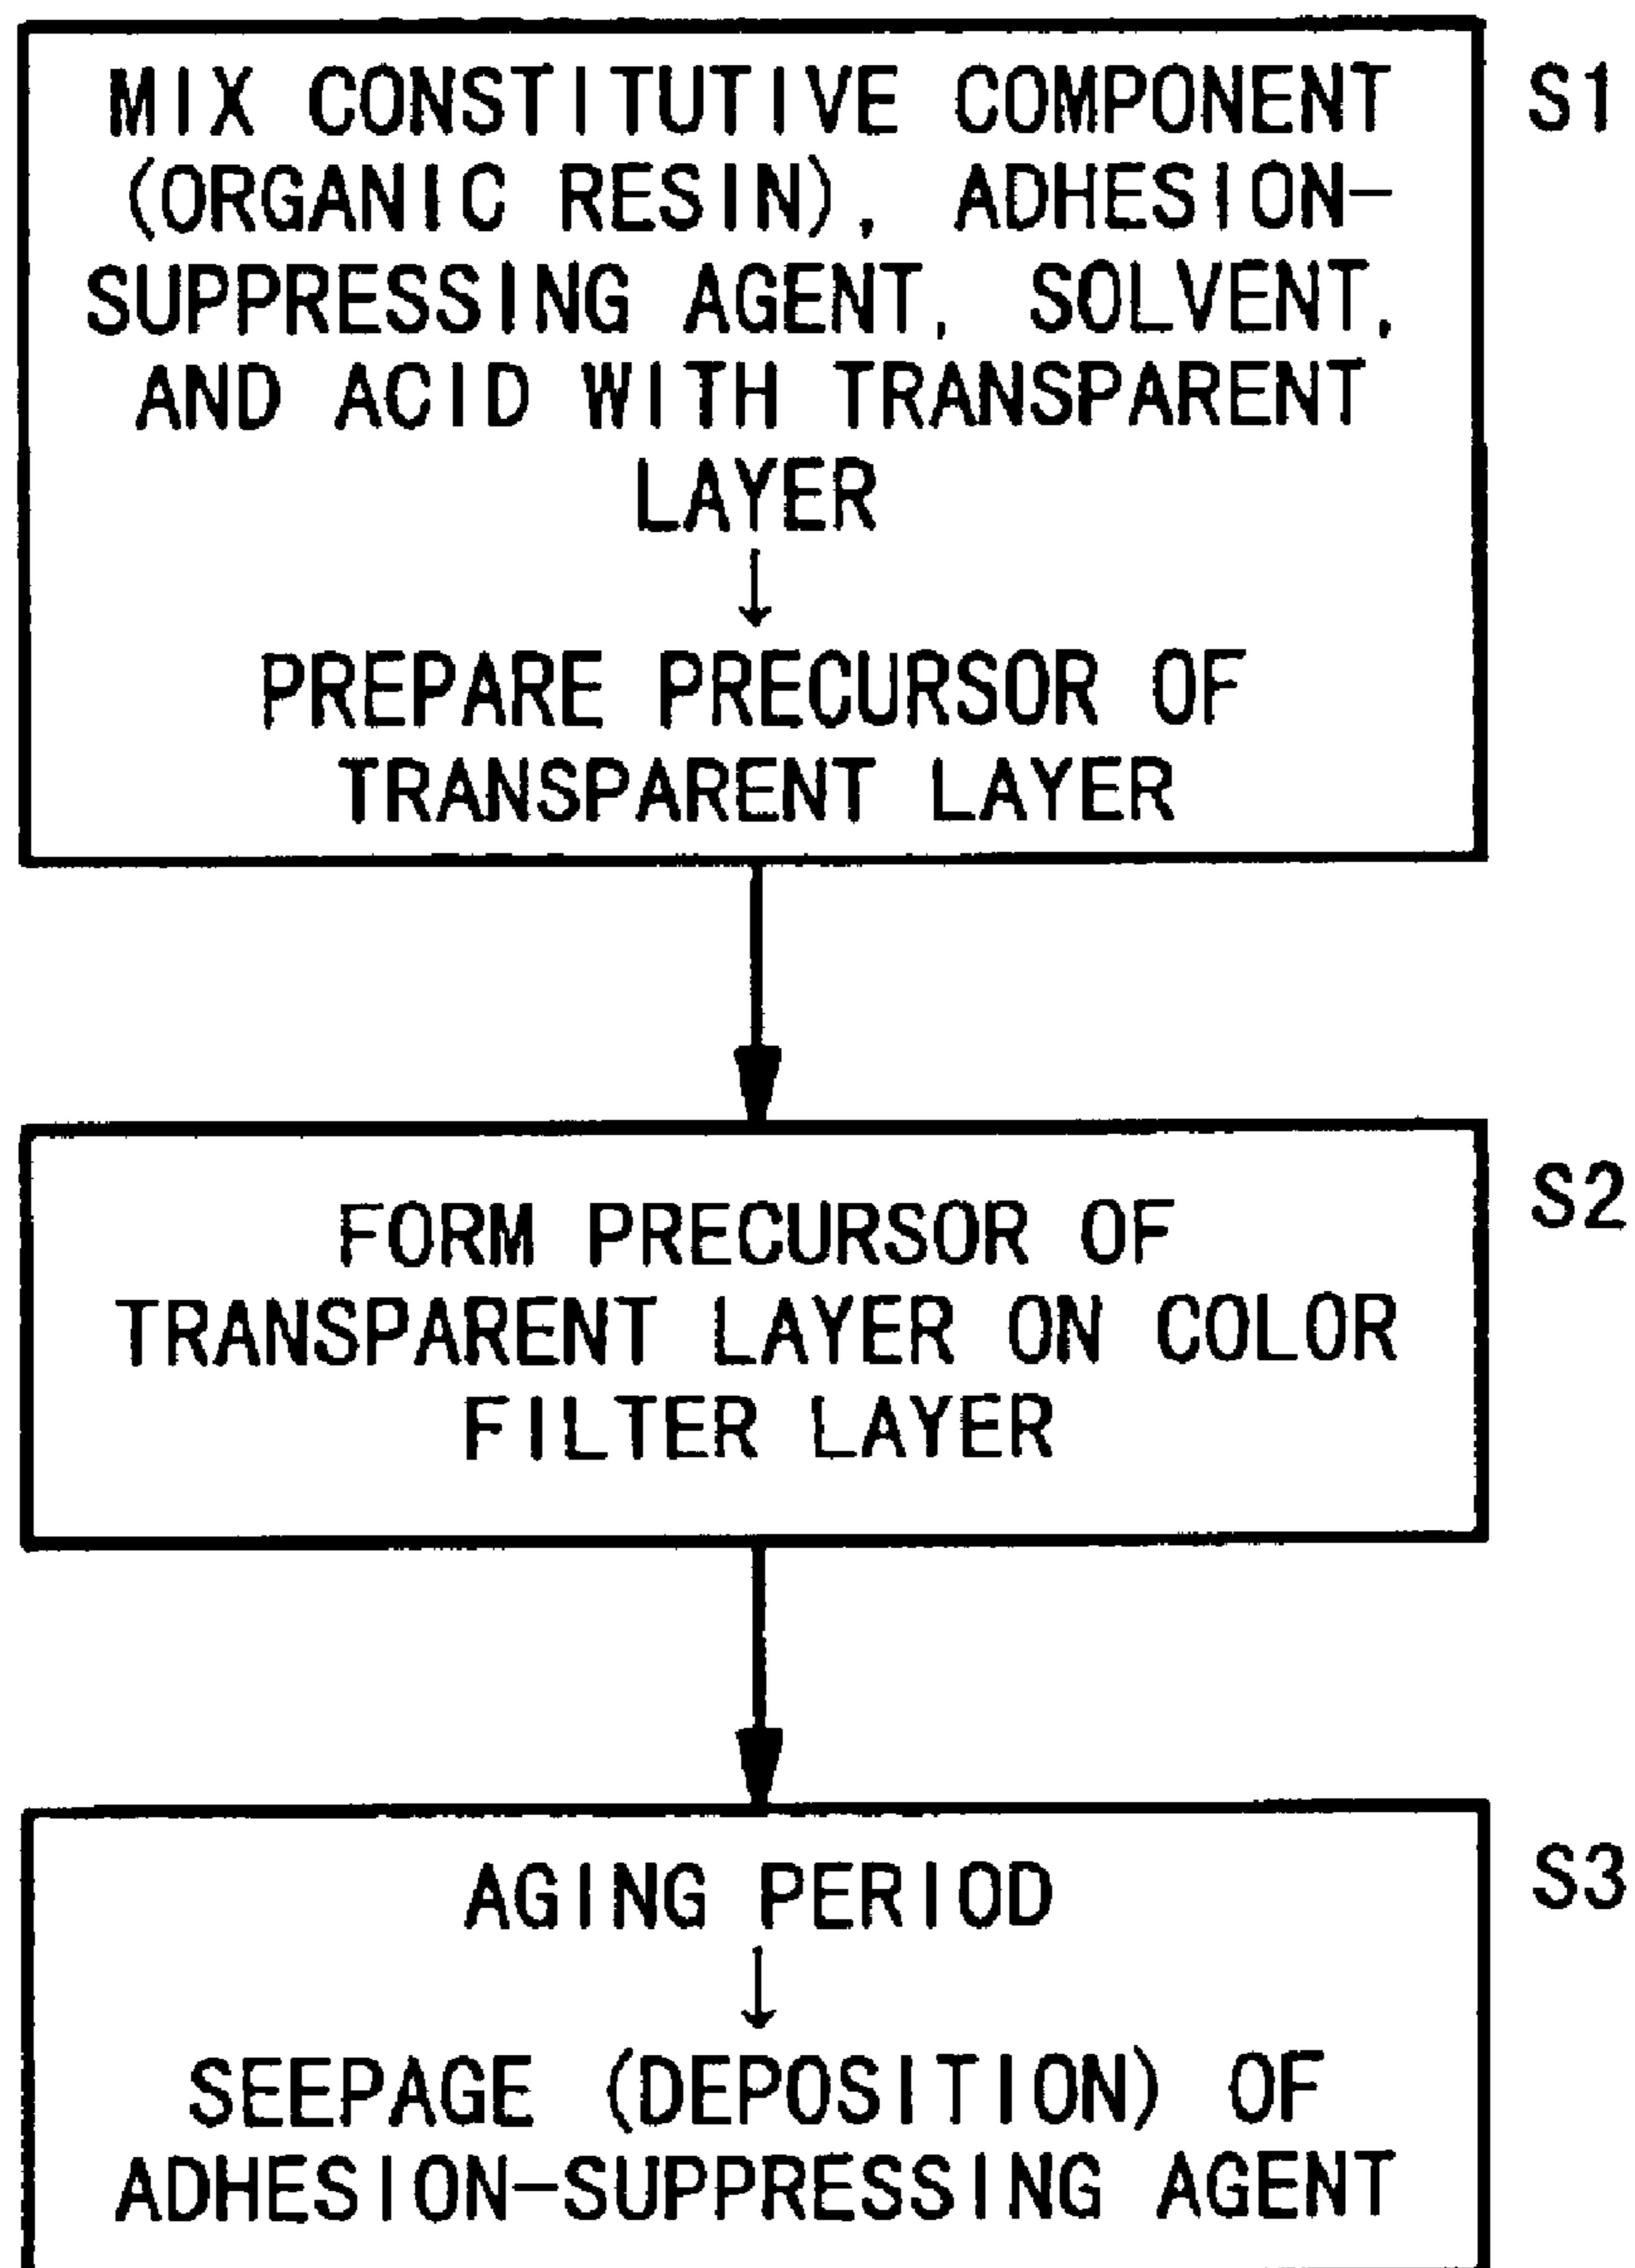 MIX CONSTITUTIVE COMPONENT
(ORGANIC RESIN), ADHESION-
SUPPRESSING AGENT, SOLVENT,
AND ACID WITH TRANSPARENT
LAYER
↓
PREPARE PRECURSOR OF
TRANSPARENT LAYER
S1
FORM PRECURSOR OF
TRANSPARENT LAYER ON COLOR
FILTER LAYER
S2
AGING PERIOD
↓
SEEPAGE (DEPOSITION) OF
ADHESION-SUPPRESSING AGENT
S3